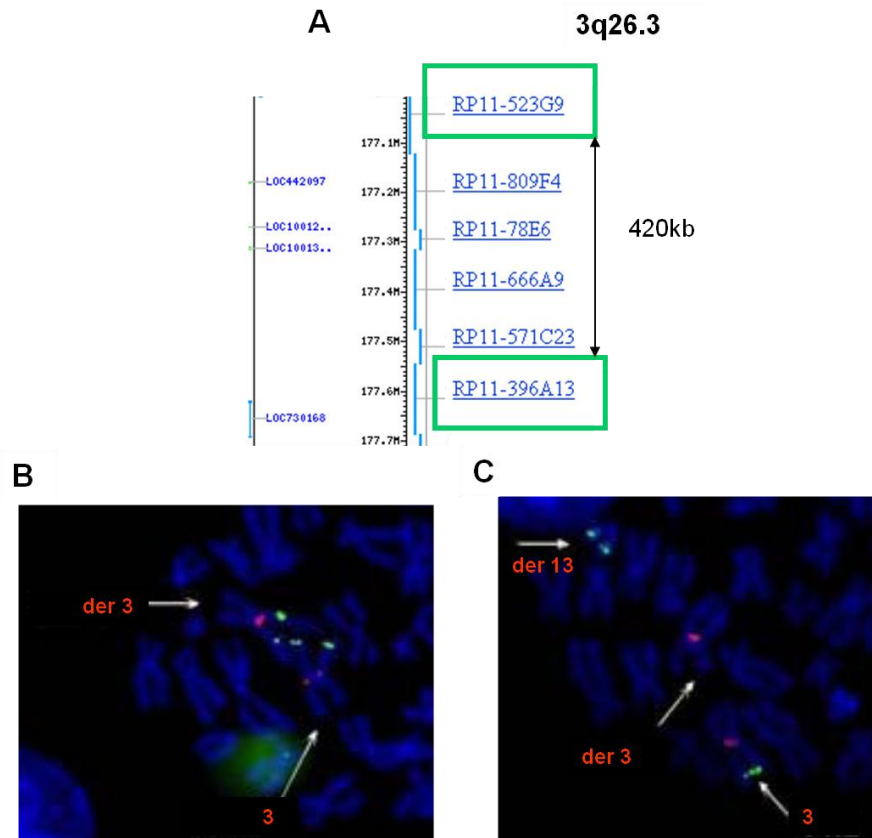 A
3q26.3
RP11-523G9
177.1M
LOC442097
RP11-809F4
177.2M
LOC10012..
RP11-78E6
420kb
LOC10013..
177.3M
RP11-666A9
177.4M
177.5M
RP11-571C23
177.6M
RP11-396A13
LOC730168
177.7M
B
C
der 3
3
der 13
der 3
3